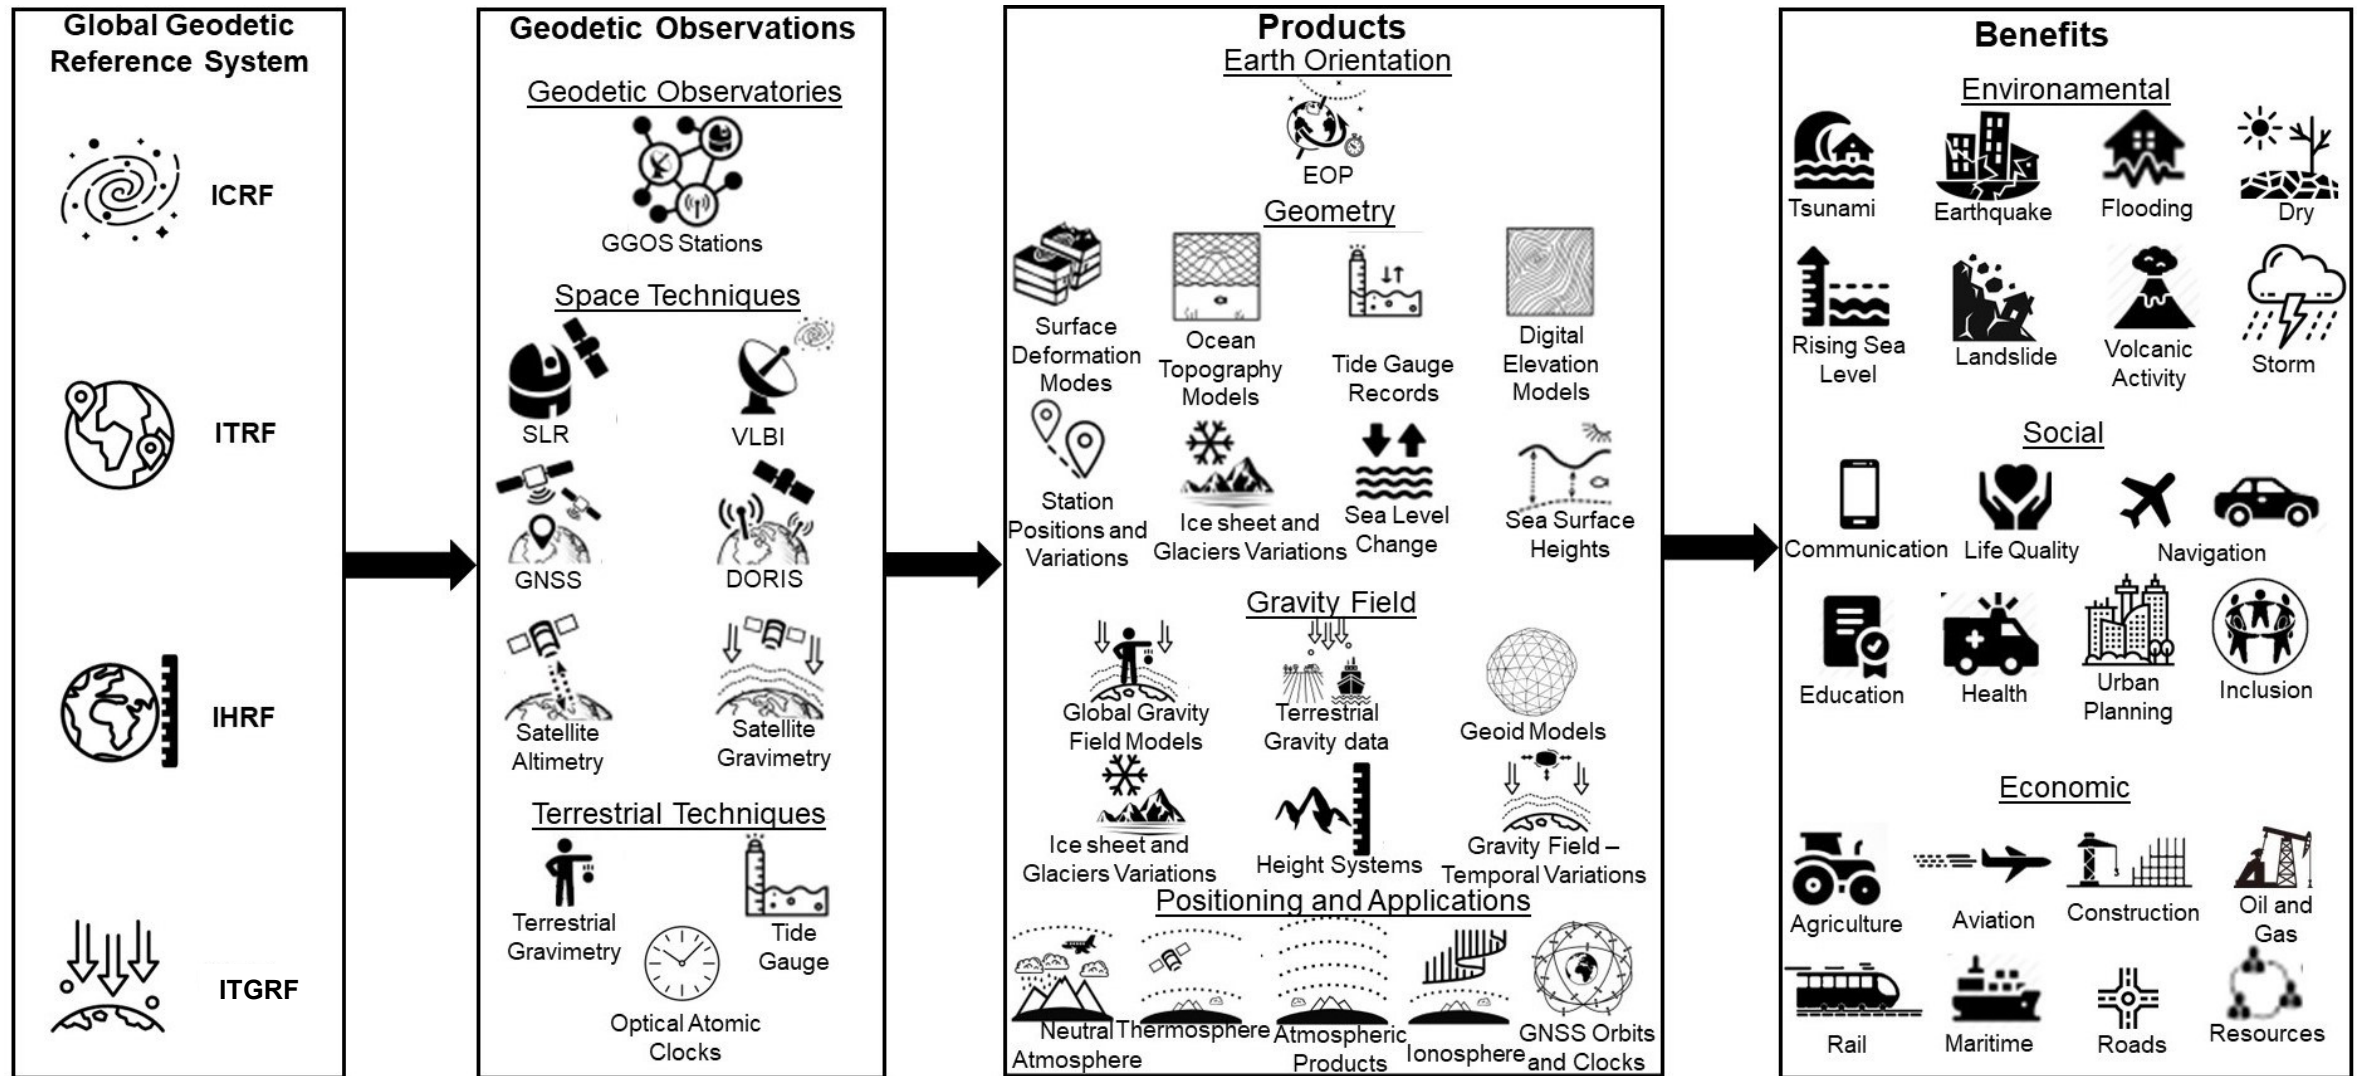 Global Geodetic
Reference System
ICRF
ITRF
IHRF
ITGRF
Geodetic Observations
Geodetic Observatories
GGOS Stations
Space Techniques
SLR
VLBI
GNSS
DORIS
Satellite
Altimetry
Satellite
Gravimetry
Terrestrial Techniques
Terrestrial
Gravimetry
Tide
Gauge
Optical Atomic
Clocks
Products
Earth Orientation
EOP
Geometry
Surface
Deformation
Modes
Ocean
Topography
Models
Tide Gauge
Records
Digital
Elevation
Models
Station
Positions and
Variations
Ice sheet and
Glaciers Variations
Sea Level
Change
Sea Surface
Heights
Gravity Field
Global Gravity
Field Models
Terrestrial
Gravity data
Geoid Models
Ice sheet and
Glaciers Variations
Height Systems
Gravity Field –
Temporal Variations
Positioning and Applications
Neutral
Atmosphere
Thermosphere
Atmospheric
Products
Ionosphere
GNSS Orbits
and Clocks
Benefits
Environamental
Tsunami
Earthquake
Flooding
Dry
Rising Sea
Level
Landslide
Volcanic
Activity
Storm
Social
Communication
Life Quality
Navigation
Education
Health
Urban
Planning
Inclusion
Economic
Agriculture
Aviation
Construction
Oil and
Gas
Rail
Maritime
Roads
Resources